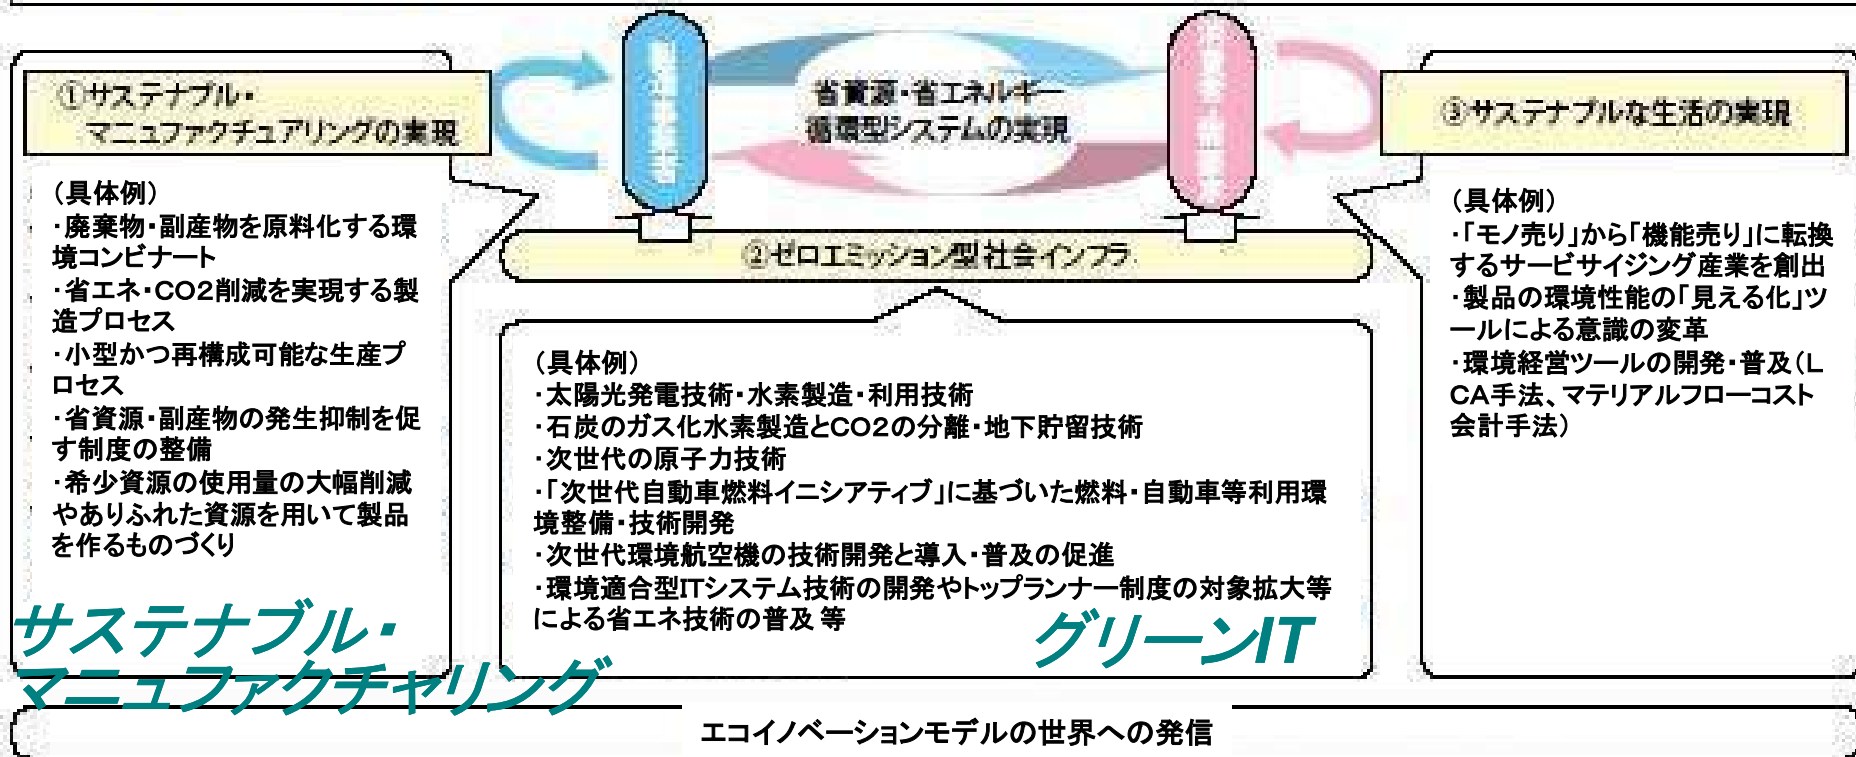 ①サステナブル・
マニュファクチュアリングの実現
省資源・省エネルギー
循環型システムの実現
③サステナブルな生活の実現
②ゼロエミッション型社会インフラ
（具体例）
・廃棄物・副産物を原料化する環
境コンビナート
・省エネ・CO2削減を実現する製
造プロセス
・小型かつ再構成可能な生産プ
ロセス
・省資源・副産物の発生抑制を促
す制度の整備
・希少資源の使用量の大幅削減
やありふれた資源を用いて製品
を作るものづくり
（具体例）
・太陽光発電技術・水素製造・利用技術
・石炭のガス化水素製造とCO2の分離・地下貯留技術
・次世代の原子力技術
・「次世代自動車燃料イニシアティブ」に基づいた燃料・自動車等利用環
境整備・技術開発
・次世代環境航空機の技術開発と導入・普及の促進
・環境適合型ITシステム技術の開発やトップランナー制度の対象拡大等
による省エネ技術の普及 等
（具体例）
・「モノ売り」から「機能売り」に転換
するサービサイジング産業を創出
・製品の環境性能の「見える化」ツ
ールによる意識の変革
・環境経営ツールの開発・普及（L
CA手法、マテリアルフローコスト
会計手法）
サステナブル・
マニュファクチャリング
グリーンIT
エコイノベーションモデルの世界への発信